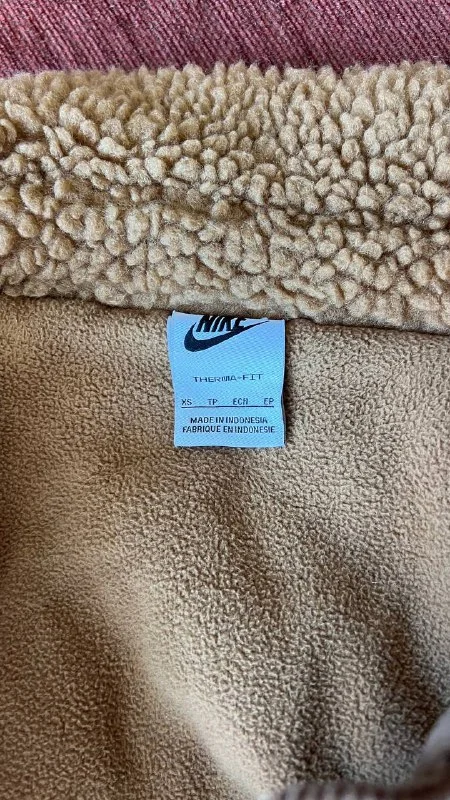 NIKE
THERMA-FIT
XS TP ECH EP
MADE IN INDONESIA
FABRIQUE EN INDONESIE